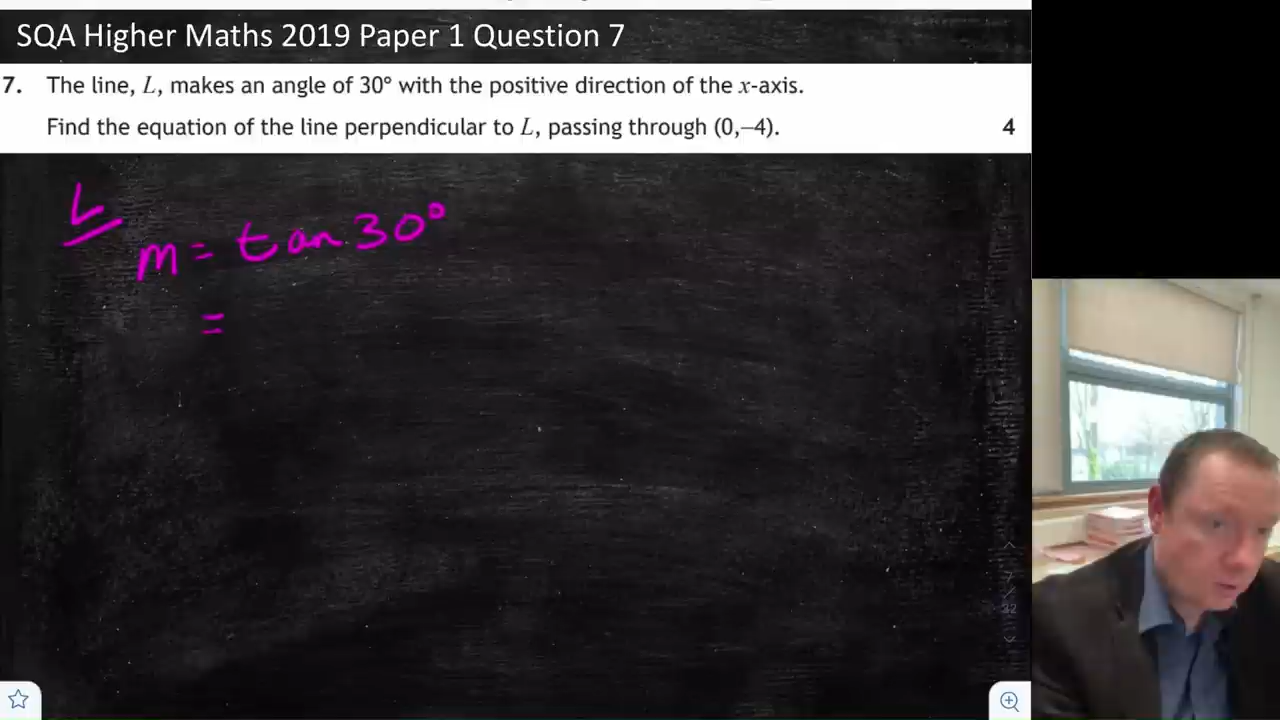 SQA Higher Maths 2019 Paper 1 Question 7
7. The line, L, makes an angle of 30° with the positive direction of the x-axis.
Find the equation of the line perpendicular to L, passing through (0,–4). 4
L
m = tan 30°
=